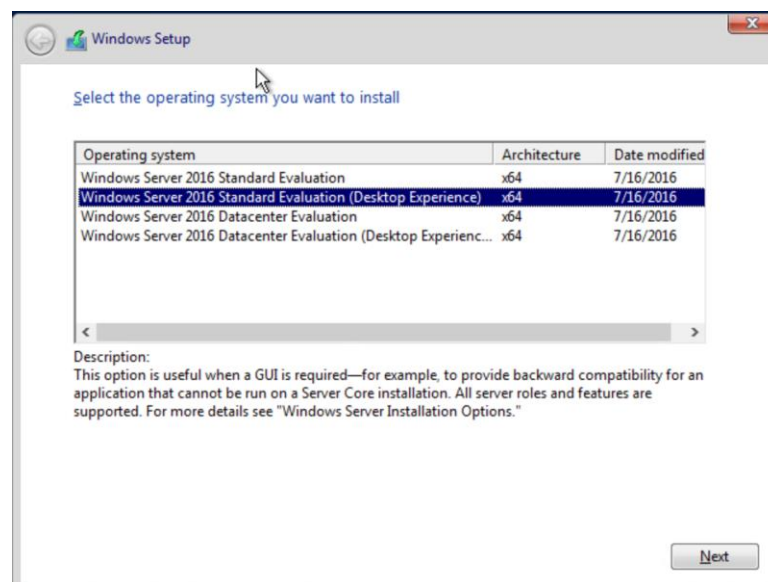 Windows Setup
Select the operating system you want to install
Operating system Architecture Date modified
Windows Server 2016 Standard Evaluation x64 7/16/2016
Windows Server 2016 Standard Evaluation (Desktop Experience) x64 7/16/2016
Windows Server 2016 Datacenter Evaluation x64 7/16/2016
Windows Server 2016 Datacenter Evaluation (Desktop Experienc... x64 7/16/2016
Description:
This option is useful when a GUI is required—for example, to provide backward compatibility for an
application that cannot be run on a Server Core installation. All server roles and features are
supported. For more details see "Windows Server Installation Options."
Next